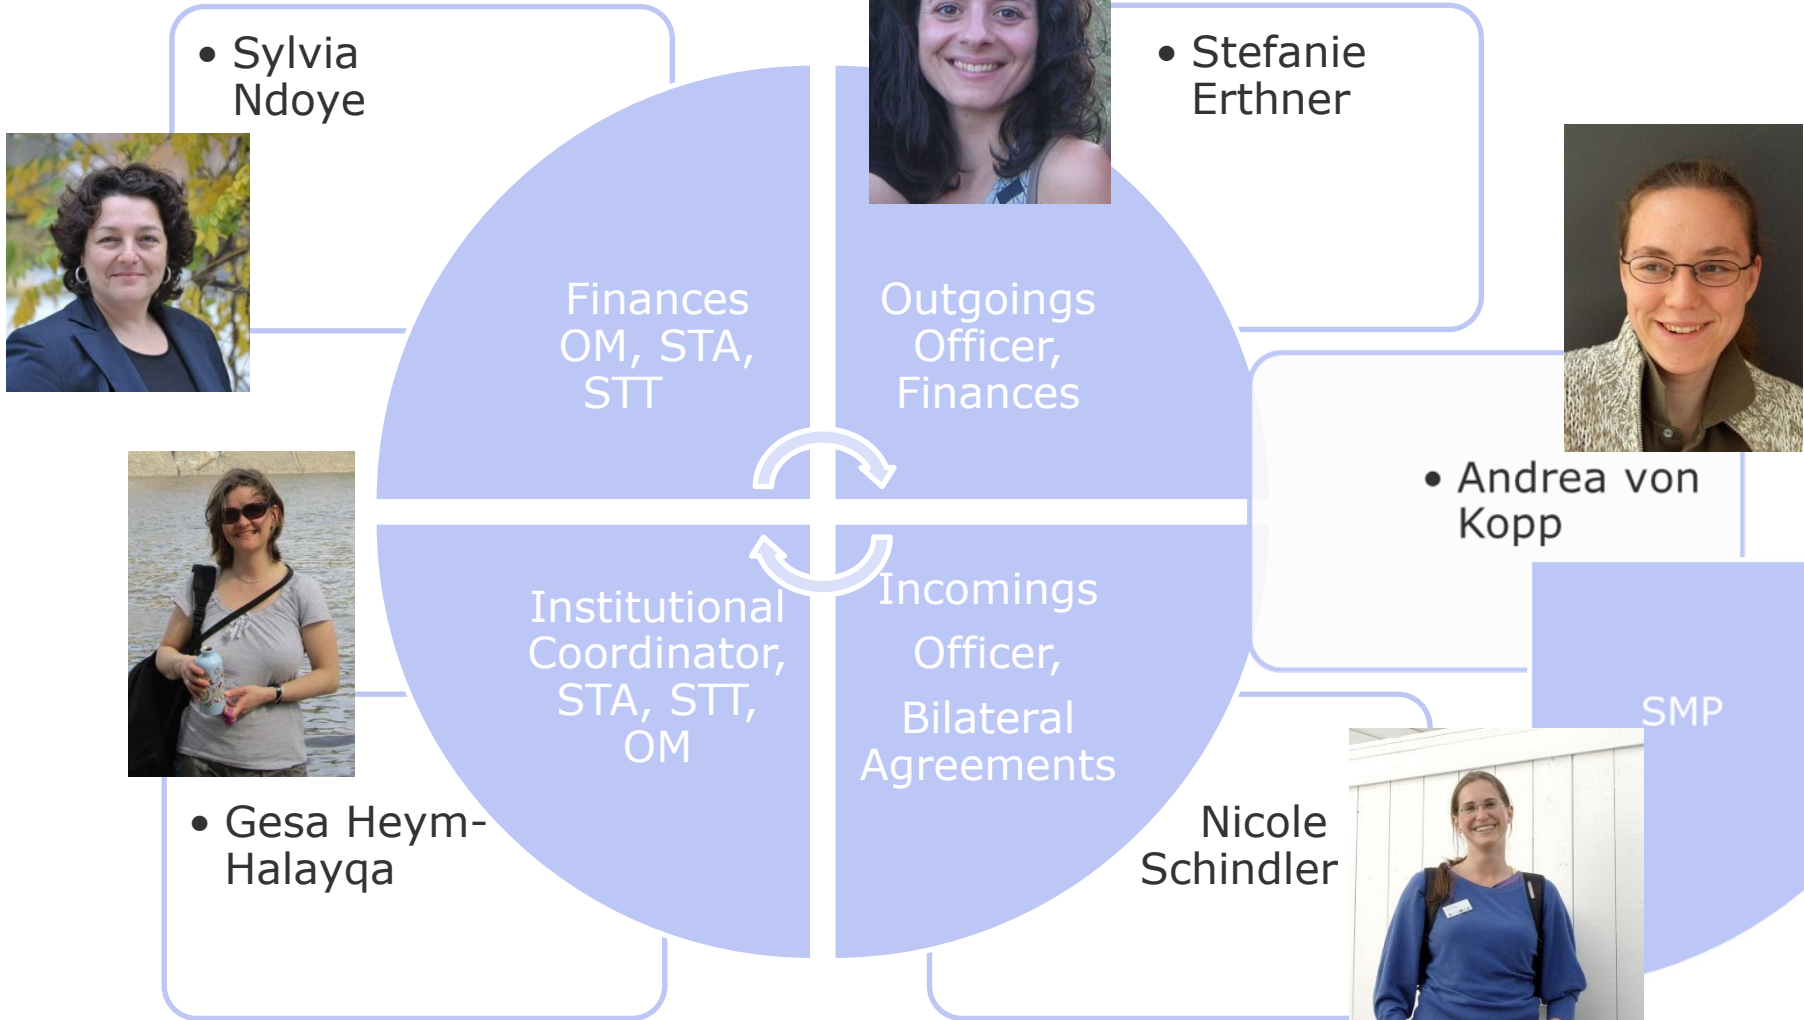 • Sylvia
Ndoye
• Stefanie
Erthner
Finances
OM, STA,
STT
Outgoings
Officer,
Finances
• Andrea von
Kopp
Institutional
Coordinator,
STA, STT,
OM
Incomings
Officer,
Bilateral
Agreements
SMP
• Gesa Heym-
Halayqa
Nicole
Schindler